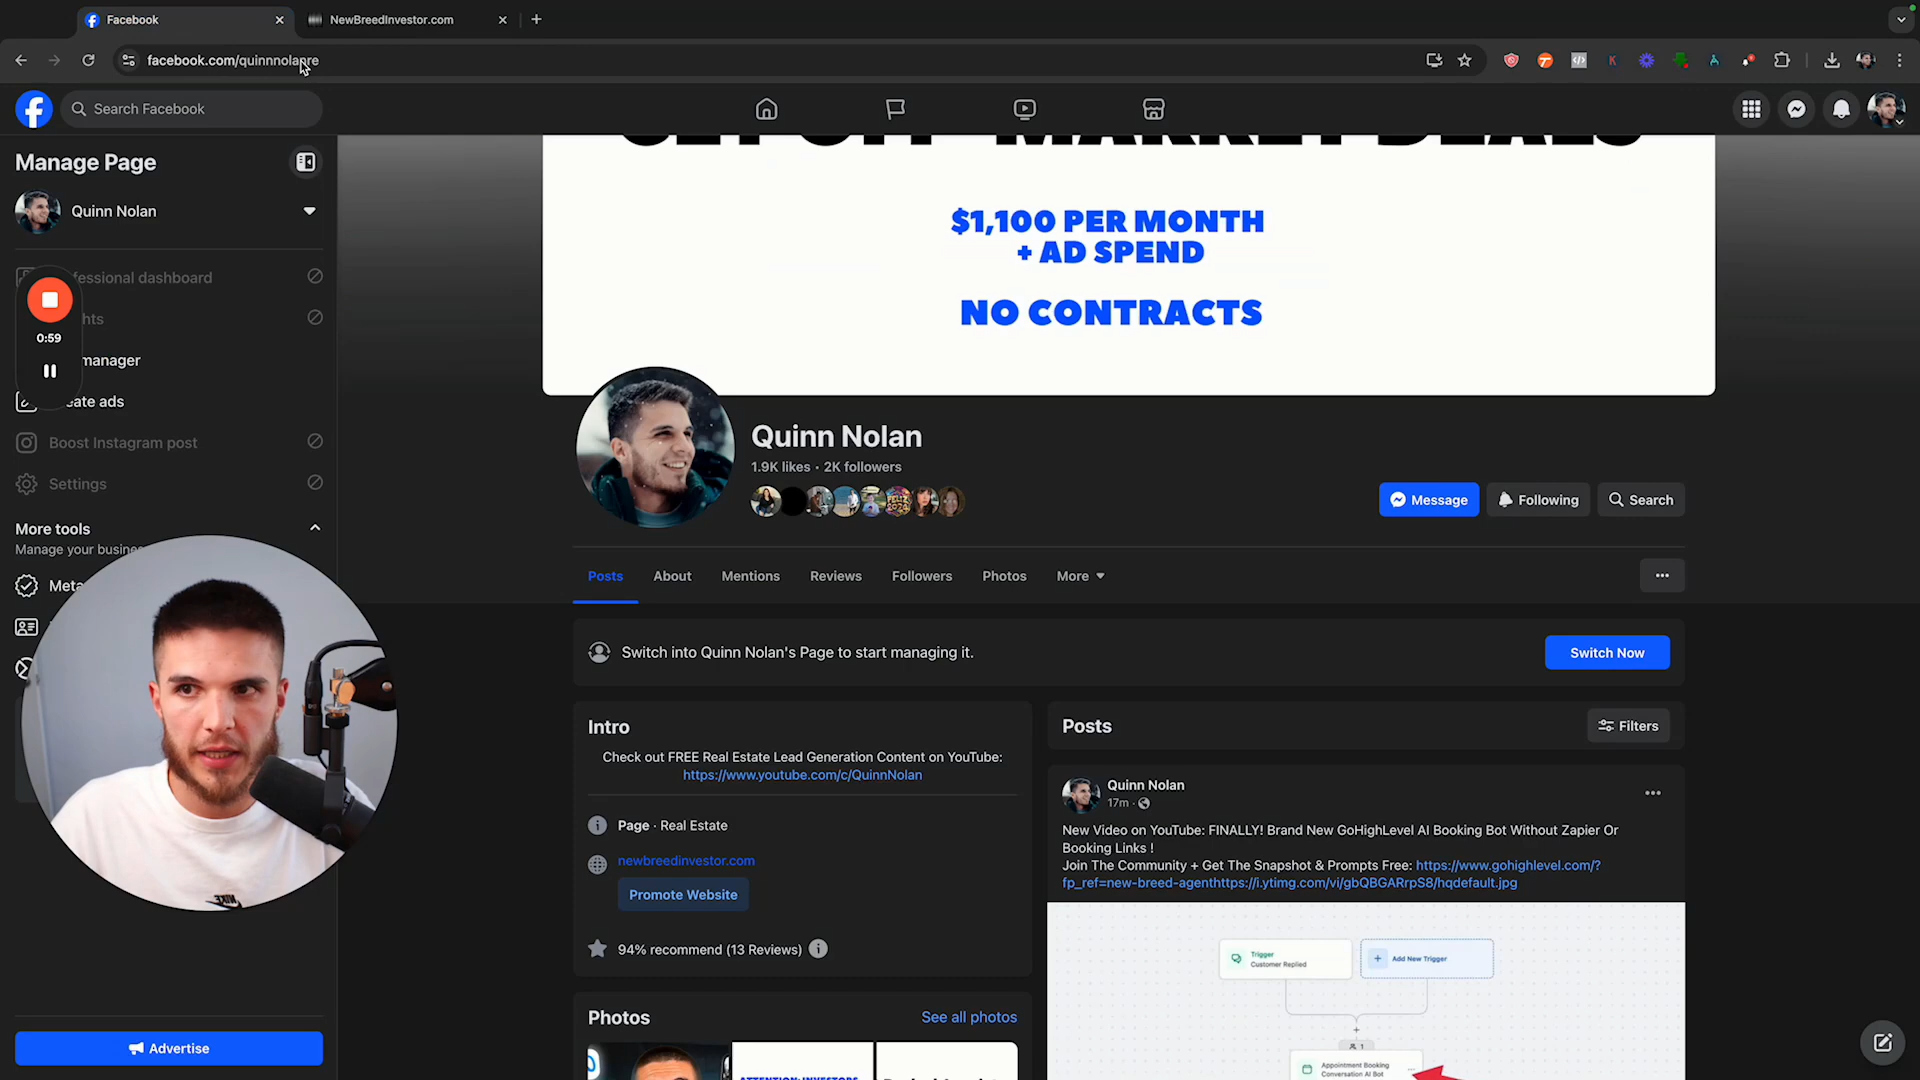 Facebook
NewBreedInvestor.com
facebook.com/quinnnolanre
Search Facebook
Manage Page
Quinn Nolan
fessional dashboard
hts
0:59
manager
ate ads
Boost Instagram post
Settings
More tools
Manage your busine
Meta
Advertise
$1,100 PER MONTH
+ AD SPEND
NO CONTRACTS
Quinn Nolan
1.9K likes · 2K followers
Message
Following
Search
Posts
About
Mentions
Reviews
Followers
Photos
More
Switch into Quinn Nolan's Page to start managing it.
Switch Now
Intro
Check out FREE Real Estate Lead Generation Content on YouTube:
https://www.youtube.com/c/QuinnNolan
Page · Real Estate
newbreedinvestor.com
Promote Website
94% recommend (13 Reviews)
Photos
See all photos
ATTENTION: INVESTORS
Posts
Filters
Quinn Nolan
17m ·
New Video on YouTube: FINALLY! Brand New GoHighLevel AI Booking Bot Without Zapier Or
Booking Links !
Join The Community + Get The Snapshot & Prompts Free: https://www.gohighlevel.com/?
fp_ref=new-breed-agenthttps://i.ytimg.com/vi/gbQBGARrpS8/hqdefault.jpg
Trigger
Customer Replied
Add New Trigger
1
Appointment Booking
Conversation AI Bot